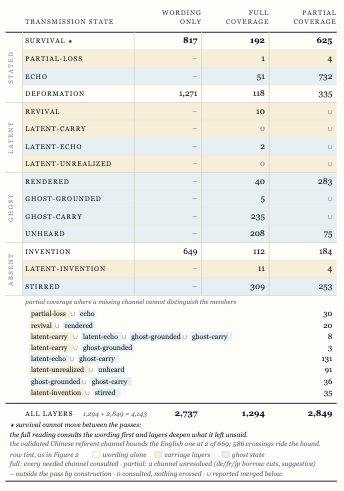 TRANSMISSION STATE WORDING ONLY FULL COVERAGE PARTIAL COVERAGE
STATED
SURVIVAL ★ 817 192 625
PARTIAL-LOSS – 1 4
ECHO – 51 732
DEFORMATION 1,271 118 335
LATENT
REVIVAL – 10 ∪
LATENT-CARRY – 0 ∪
LATENT-ECHO – 2 ∪
LATENT-UNREALIZED – 0 ∪
GHOST
RENDERED – 40 283
GHOST-GROUNDED – 5 ∪
GHOST-CARRY – 235 ∪
UNHEARD – 208 75
ABSENT
INVENTION 649 112 184
LATENT-INVENTION – 11 4
STIRRED – 309 253
partial coverage where a missing channel cannot distinguish the members
partial-loss ∪ echo 30
revival ∪ rendered 20
latent-carry ∪ latent-echo ∪ ghost-grounded ∪ ghost-carry 8
latent-carry ∪ ghost-grounded 3
latent-echo ∪ ghost-carry 131
latent-unrealized ∪ unheard 91
ghost-grounded ∪ ghost-carry 36
latent-invention ∪ stirred 35
ALL LAYERS 1,294 + 2,849 = 4,143 2,737 1,294 2,849
★ survival cannot move between the passes:
the full reading consults the wording first and layers only what it left unsaid.
the validated Chinese referent channel bounds the English one at 2 of 669; 586 crossings ride the bound.
row tint, as in Figure 2 wording alone carriage layers ghost state
full: every needed channel consulted · partial: a channel unresolved (de/fr/jp borrow cuts, suggestive)
– outside the pass by construction · 0 consulted, nothing crossed · ∪ reported merged below